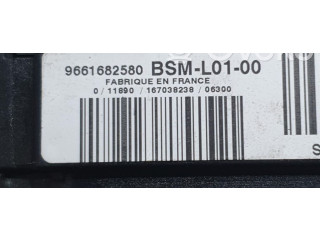 9661682580 BSM-L01-00
FABRIQUE EN FRANCE
0 / 11890 / 167038238 / 06300
S